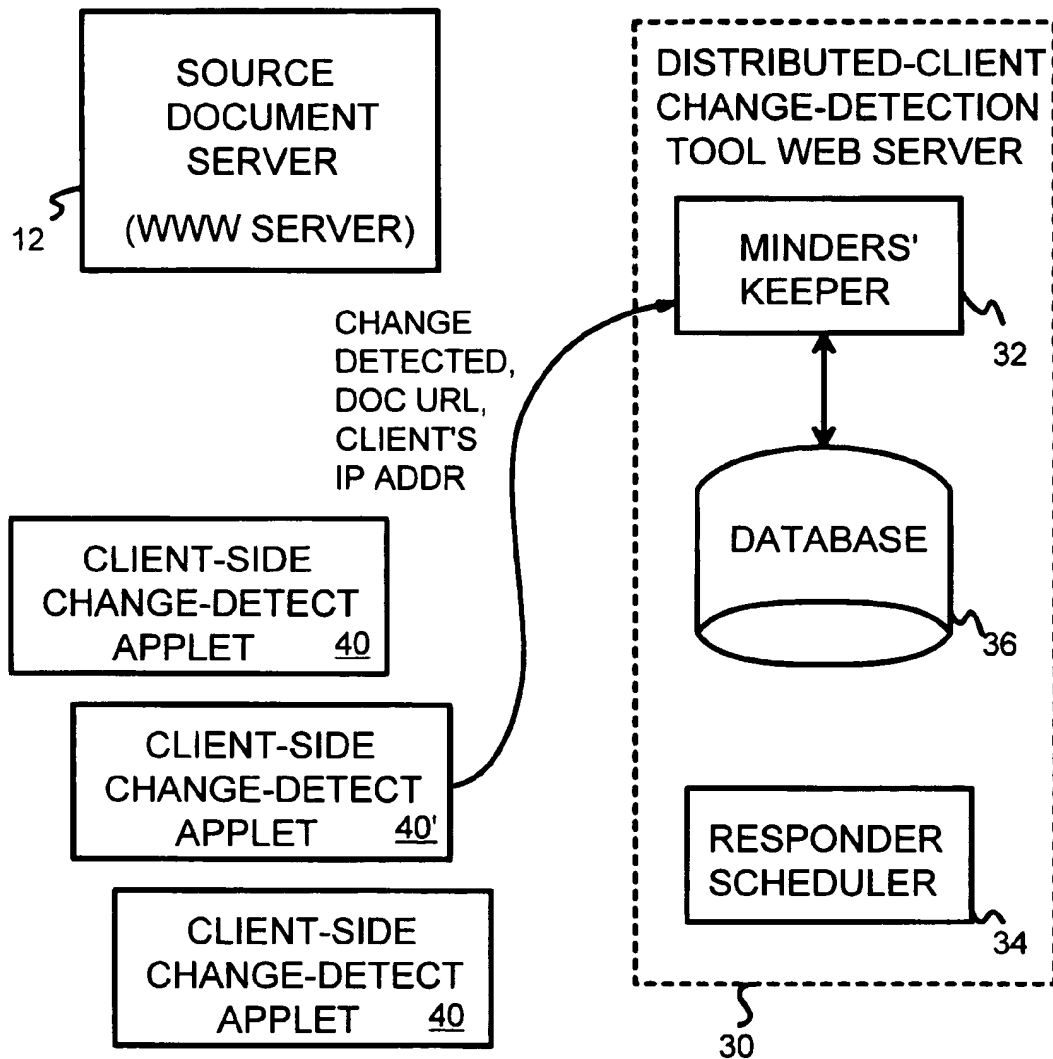 SOURCE
DOCUMENT
SERVER
(WWW SERVER)
12
DISTRIBUTED-CLIENT
CHANGE-DETECTION
TOOL WEB SERVER
MINDERS'
KEEPER
32
CHANGE
DETECTED,
DOC URL,
CLIENT'S
IP ADDR
DATABASE
36
CLIENT-SIDE
CHANGE-DETECT
APPLET 40
CLIENT-SIDE
CHANGE-DETECT
APPLET 40'
CLIENT-SIDE
CHANGE-DETECT
APPLET 40
RESPONDER
SCHEDULER
34
30